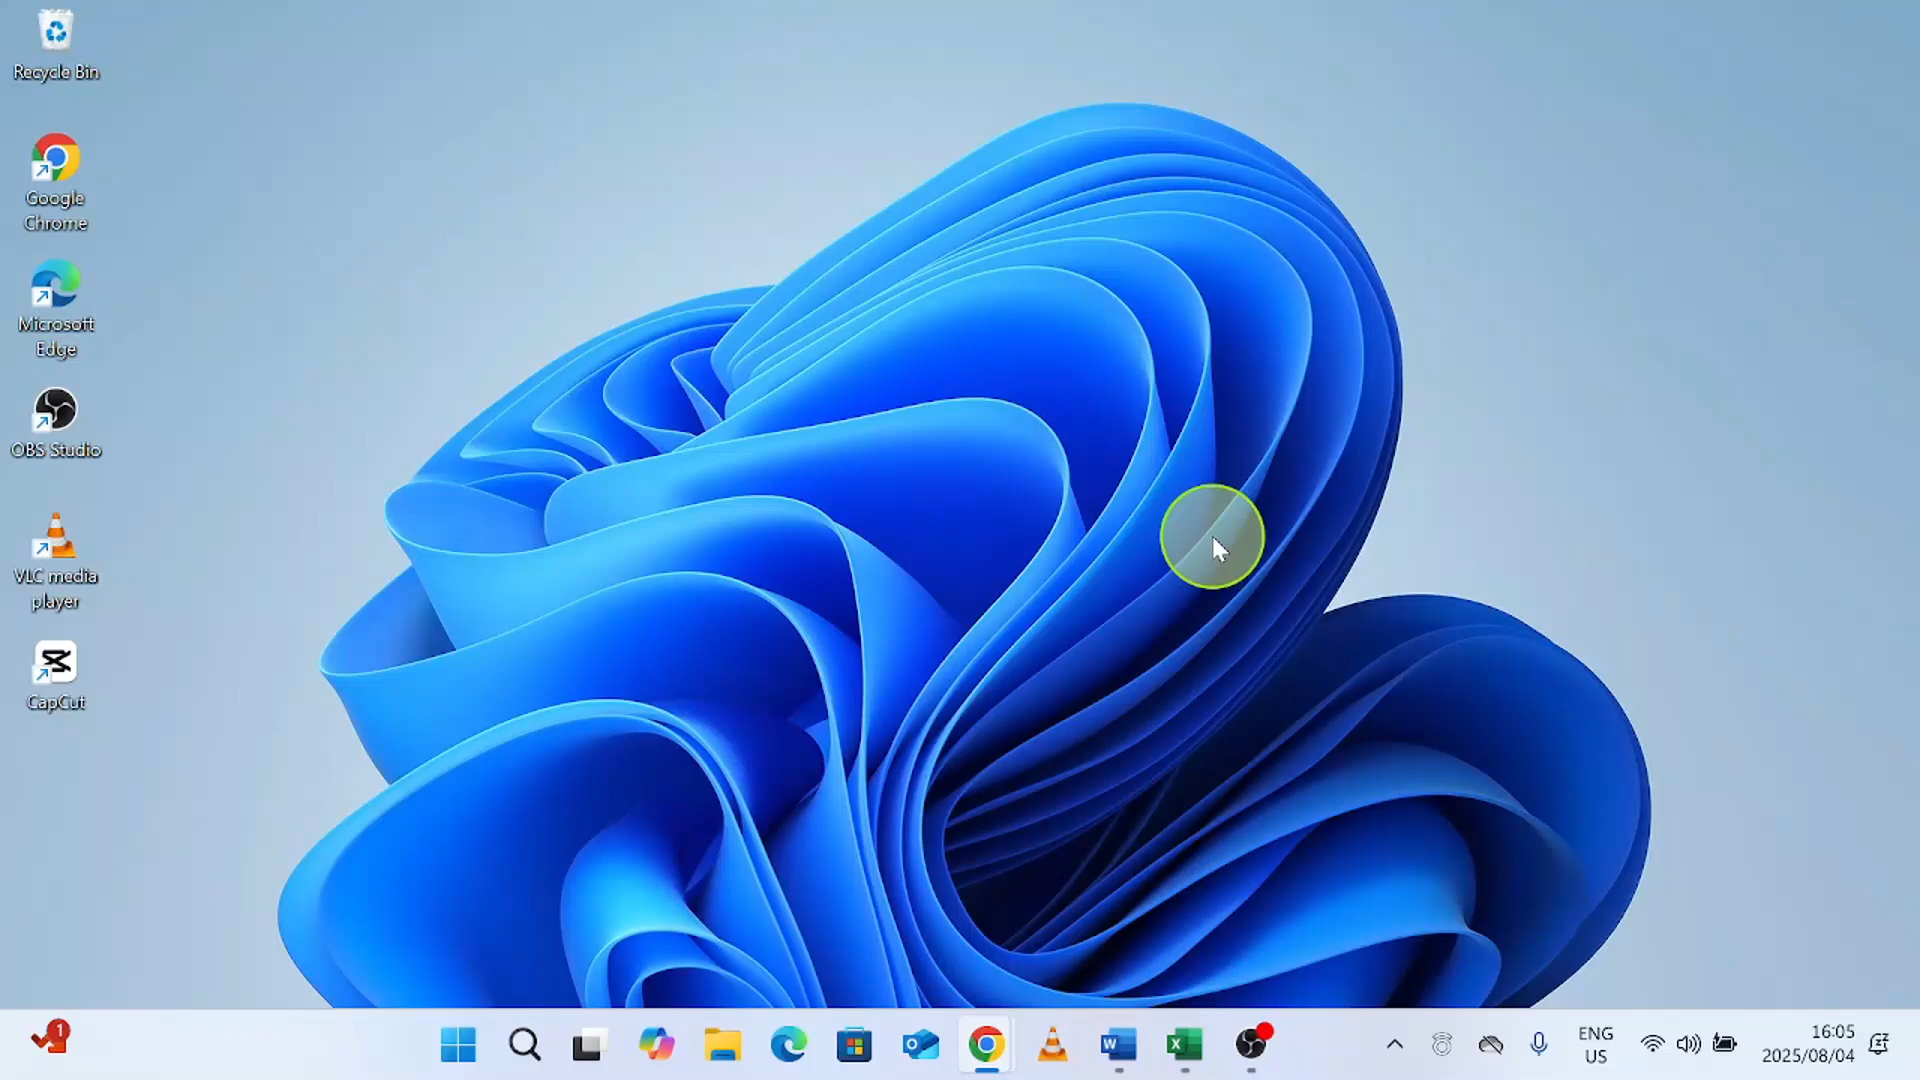 Recycle Bin
Google
Chrome
Microsoft
Edge
OBS Studio
VLC media
player
CapCut
1
W
X
ENG
US
16:05
2025/08/04